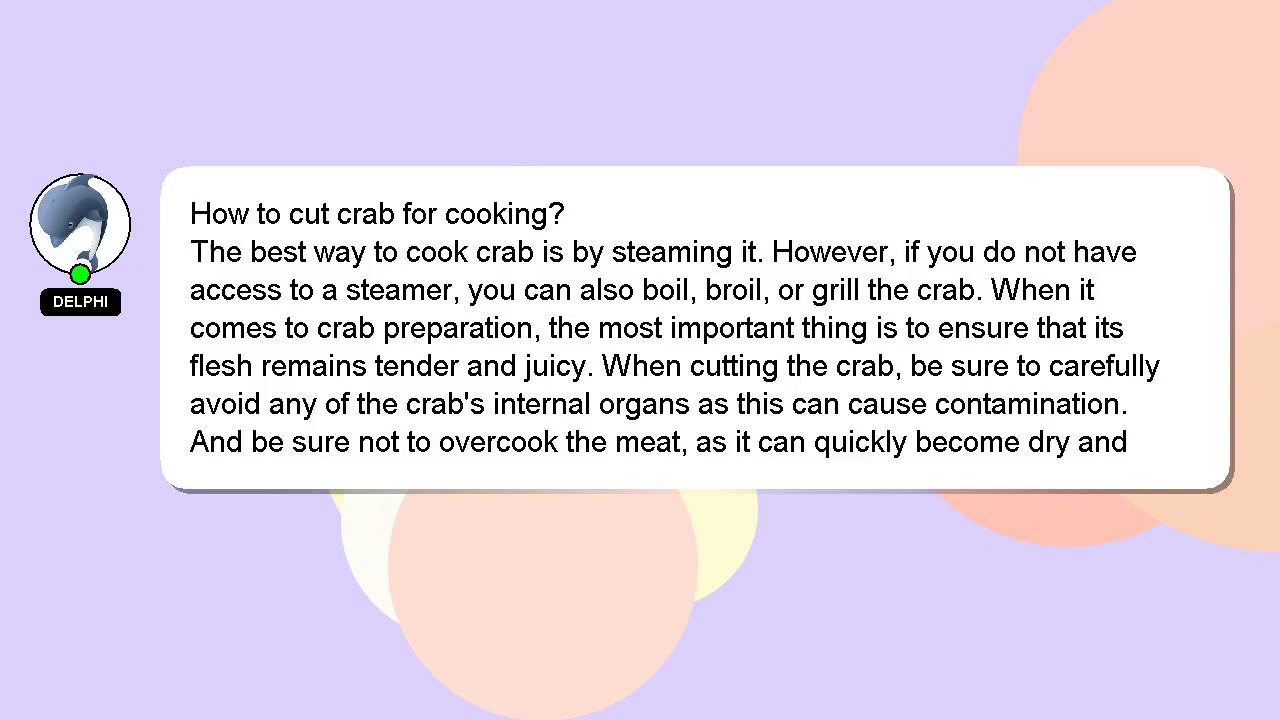 How to cut crab for cooking?
The best way to cook crab is by steaming it. However, if you do not have
access to a steamer, you can also boil, broil, or grill the crab. When it
comes to crab preparation, the most important thing is to ensure that its
flesh remains tender and juicy. When cutting the crab, be sure to carefully
avoid any of the crab's internal organs as this can cause contamination.
And be sure not to overcook the meat, as it can quickly become dry and
DELPHI